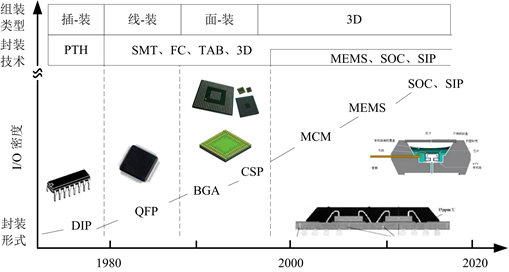 组装类型 插-装 线-装 面-装 3D
封装技术 PTH SMT、FC、TAB、3D MEMS、SOC、SIP
I/O 密度
SOC、SIP
MEMS
MCM
CSP
BGA
QFP
DIP
封装形式
1980 2000 2020